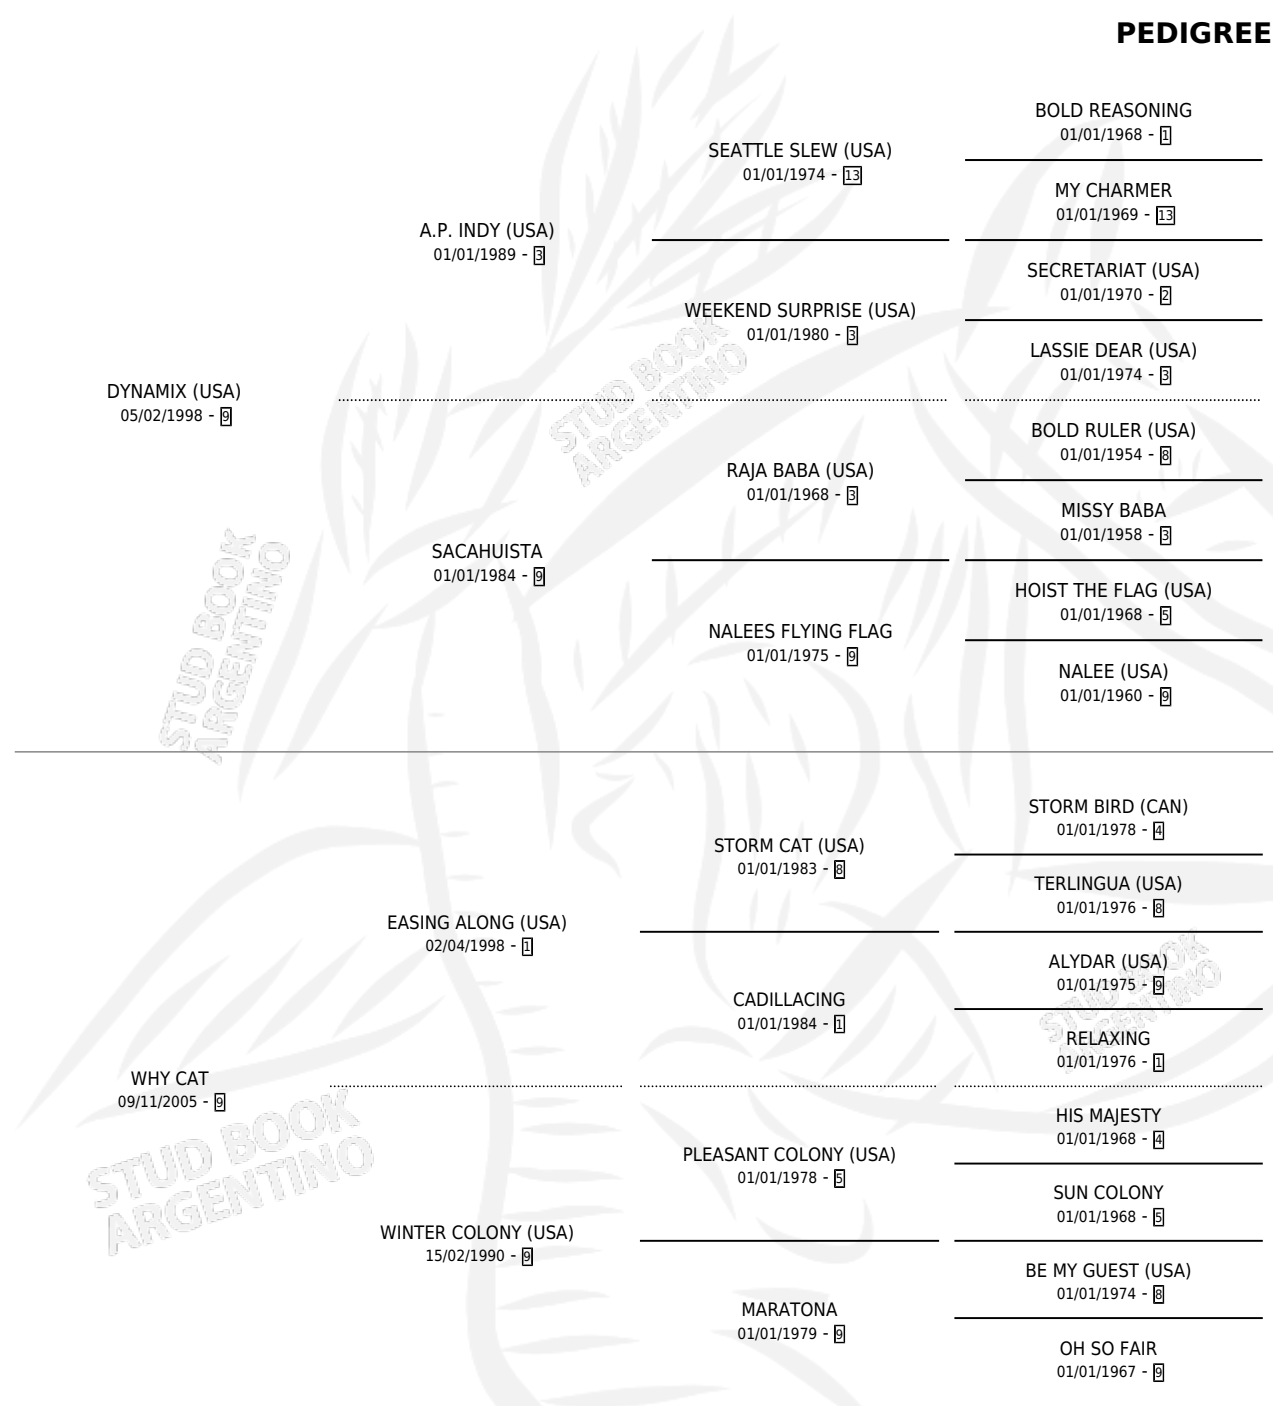 PEDIGREE
BOLD REASONING
01/01/1968 - 1
SEATTLE SLEW (USA)
01/01/1974 - 13
MY CHARMER
01/01/1969 - 13
A.P. INDY (USA)
01/01/1989 - 3
SECRETARIAT (USA)
01/01/1970 - 2
WEEKEND SURPRISE (USA)
01/01/1980 - 3
LASSIE DEAR (USA)
01/01/1974 - 3
DYNAMIX (USA)
05/02/1998 - 9
BOLD RULER (USA)
01/01/1954 - 8
RAJA BABA (USA)
01/01/1968 - 3
MISSY BABA
01/01/1958 - 3
SACAHUISTA
01/01/1984 - 9
HOIST THE FLAG (USA)
01/01/1968 - 5
NALEES FLYING FLAG
01/01/1975 - 9
NALEE (USA)
01/01/1960 - 9
STORM BIRD (CAN)
01/01/1978 - 4
STORM CAT (USA)
01/01/1983 - 8
TERLINGUA (USA)
01/01/1976 - 8
EASING ALONG (USA)
02/04/1998 - 1
ALYDAR (USA)
01/01/1975 - 9
CADILLACING
01/01/1984 - 1
RELAXING
01/01/1976 - 1
WHY CAT
09/11/2005 - 9
HIS MAJESTY
01/01/1968 - 4
PLEASANT COLONY (USA)
01/01/1978 - 5
SUN COLONY
01/01/1968 - 5
WINTER COLONY (USA)
15/02/1990 - 9
BE MY GUEST (USA)
01/01/1974 - 8
MARATONA
01/01/1979 - 9
OH SO FAIR
01/01/1967 - 9
STUD BOOK
ARGENTINO
STUD BOOK
ARGENTINO
STUD BOOK
ARGENTINO
STUD BOOK
ARGENTINO